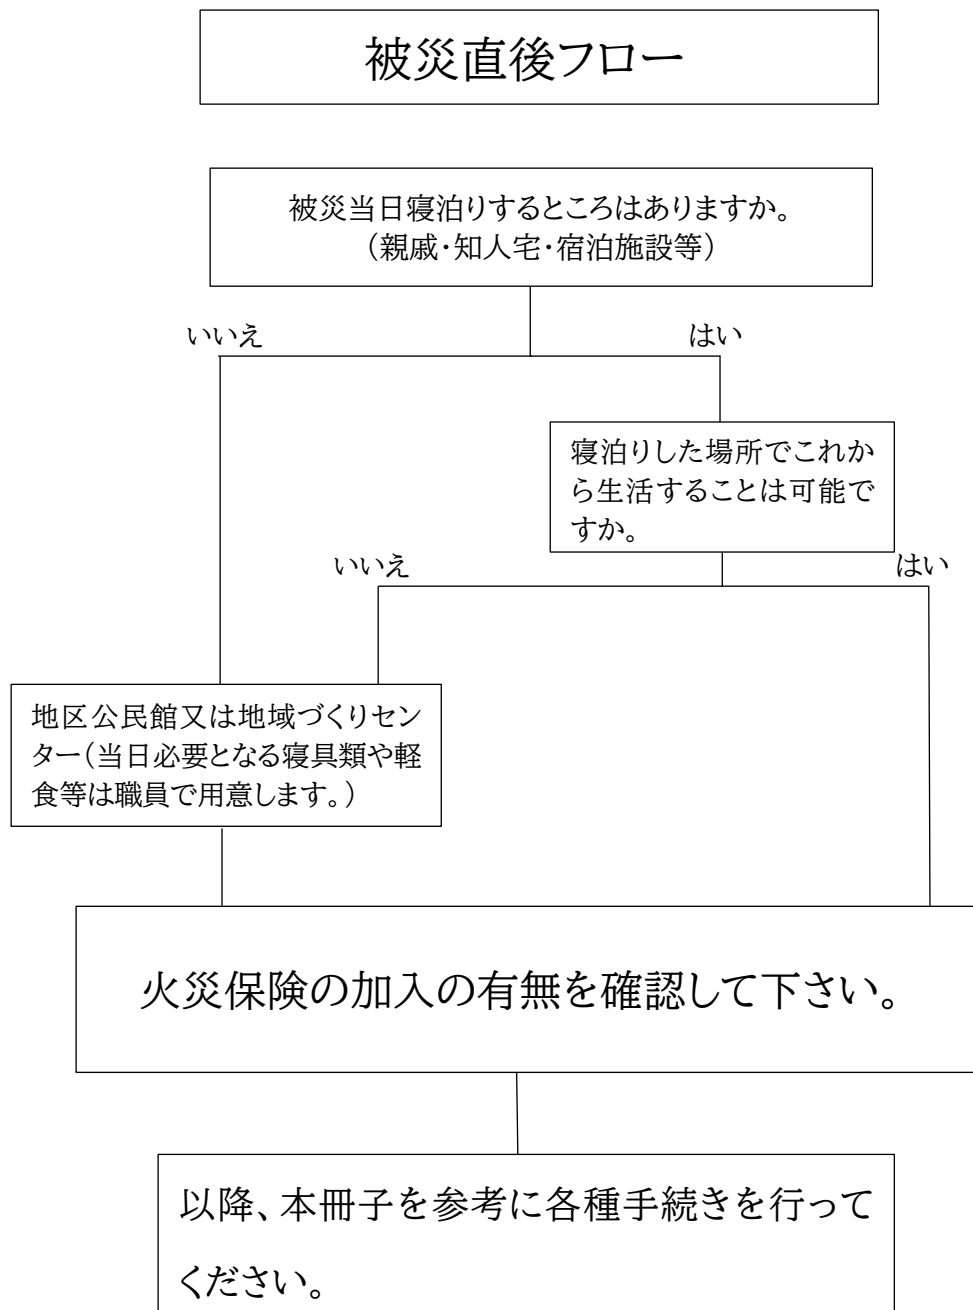 被災直後フロー
被災当日寝泊りするところはありますか。
（親戚・知人宅・宿泊施設等）
いいえ
はい
寝泊りした場所でこれか
ら生活することは可能で
すか。
いいえ
はい
地区公民館又は地域づくりセン
ター（当日必要となる寝具類や軽
食等は職員で用意します。）
火災保険の加入の有無を確認して下さい。
以降、本冊子を参考に各種手続きを行って
ください。